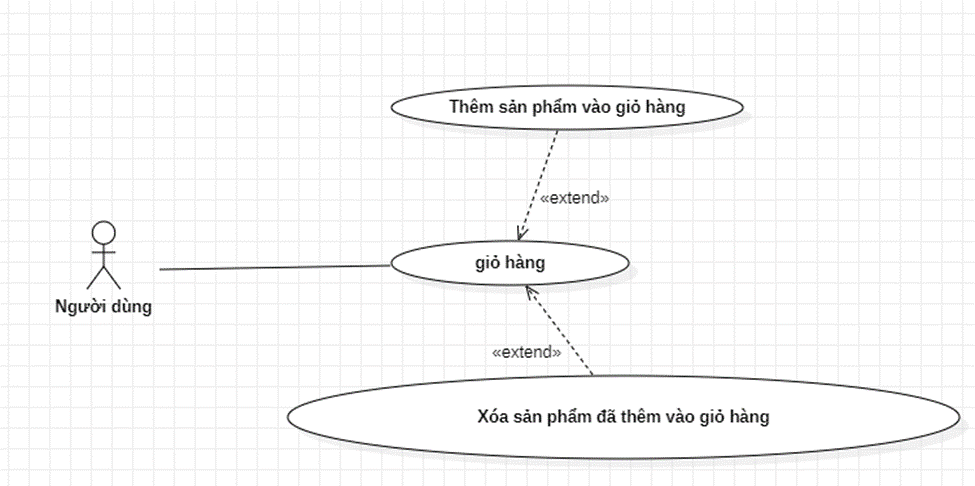 Thêm sản phẩm vào giỏ hàng
«extend»
giỏ hàng
Người dùng
«extend»
Xóa sản phẩm đã thêm vào giỏ hàng